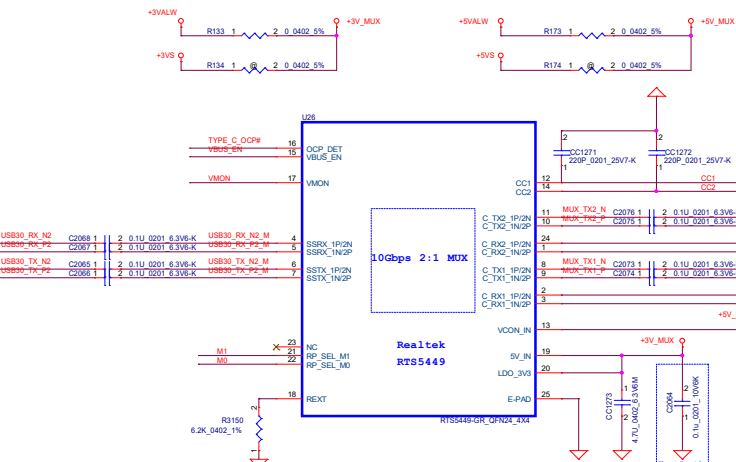 +3VALW
+3V_MUX
+5VALW
+5V_MUX
R133 1 2 0_0402_5%
R173 1 2 0_0402_5%
+3VS
+5VS
R134 1 @ 2 0_0402_5%
R174 1 @ 2 0_0402_5%
U26
TYPE_C_OCP# 16 OCP_DET
VBUS_EN 15 VBUS_EN
VMON 17 VMON
2 CC1271 1 220P_0201_25V7-K
2 CC1272 1 220P_0201_25V7-K
CC1 12 CC1
CC2 14 CC2
C_TX2_1P/2N 11 MUX_TX2_N C2076 1 2 0.1U_0201_6.3V6-
C_TX2_1N/2P 10 MUX_TX2_P C2075 1 2 0.1U_0201_6.3V6-
USB30_RX_N2 C2068 1 2 0.1U_0201_6.3V6-K USB30_RX_N2_M 4 SSRX_1P/2N
USB30_RX_P2 C2067 1 2 0.1U_0201_6.3V6-K USB30_RX_P2_M 5 SSRX_1N/2P
C_RX2_1P/2N 24
C_RX2_1N/2P 1
10Gbps 2:1 MUX
USB30_TX_N2 C2065 1 2 0.1U_0201_6.3V6-K USB30_TX_N2_M 6 SSTX_1P/2N
USB30_TX_P2 C2066 1 2 0.1U_0201_6.3V6-K USB30_TX_P2_M 7 SSTX_1N/2P
C_TX1_1P/2N 8 MUX_TX1_N C2073 1 2 0.1U_0201_6.3V6-
C_TX1_1N/2P 9 MUX_TX1_P C2074 1 2 0.1U_0201_6.3V6-
C_RX1_1P/2N 2
C_RX1_1N/2P 3
+5V_
VCON_IN 13
+3V_MUX
23 NC
M1 21 RP_SEL_M1
M0 22 RP_SEL_M0
Realtek
RTS5449
5V_IN 19
LDO_3V3 20
18 REXT
E-PAD 25
2 R3150 1
6.2K_0402_1%
RTS5449-GR_QFN24_4X4
1 CC1273 2 4.7U_0402_6.3V6M
2 C2064 1 0.1u_0201_10V6K